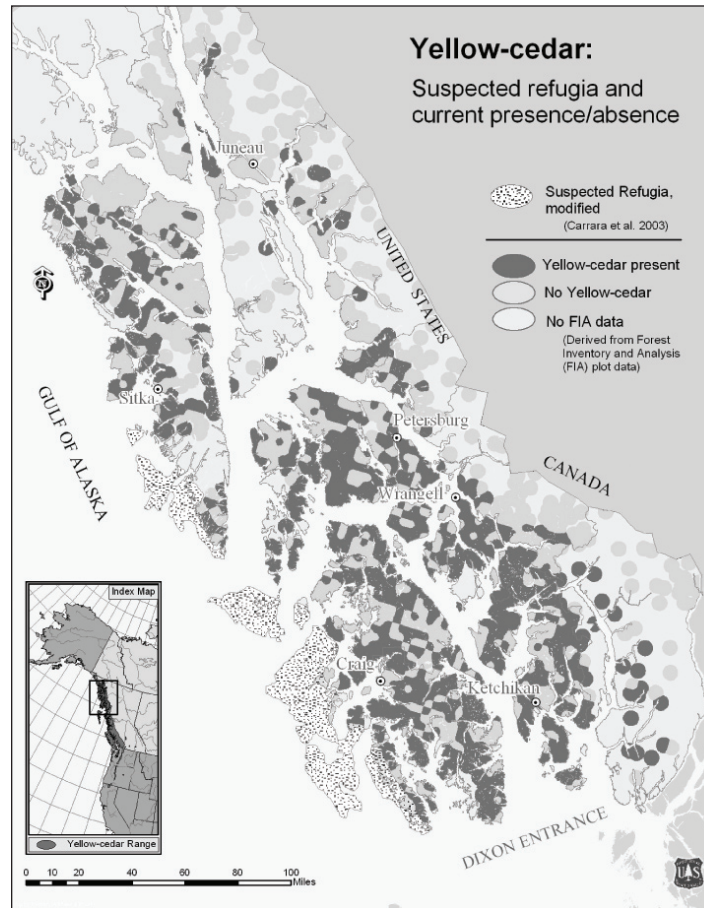 Yellow-cedar:
Suspected refugia and
current presence/absence
Suspected Refugia,
modified
(Carrara et al. 2003)
Yellow-cedar present
No Yellow-cedar
No FIA data
(Derived from Forest
Inventory and Analysis
(FIA) plot data)
Juneau
UNITED STATES
N
Sitka
GULF OF ALASKA
Petersburg
CANADA
Wrangell
Index Map
Craig
Ketchikan
DIXON ENTRANCE
Yellow-cedar Range
0 20 40 60 80 100
Miles
U S